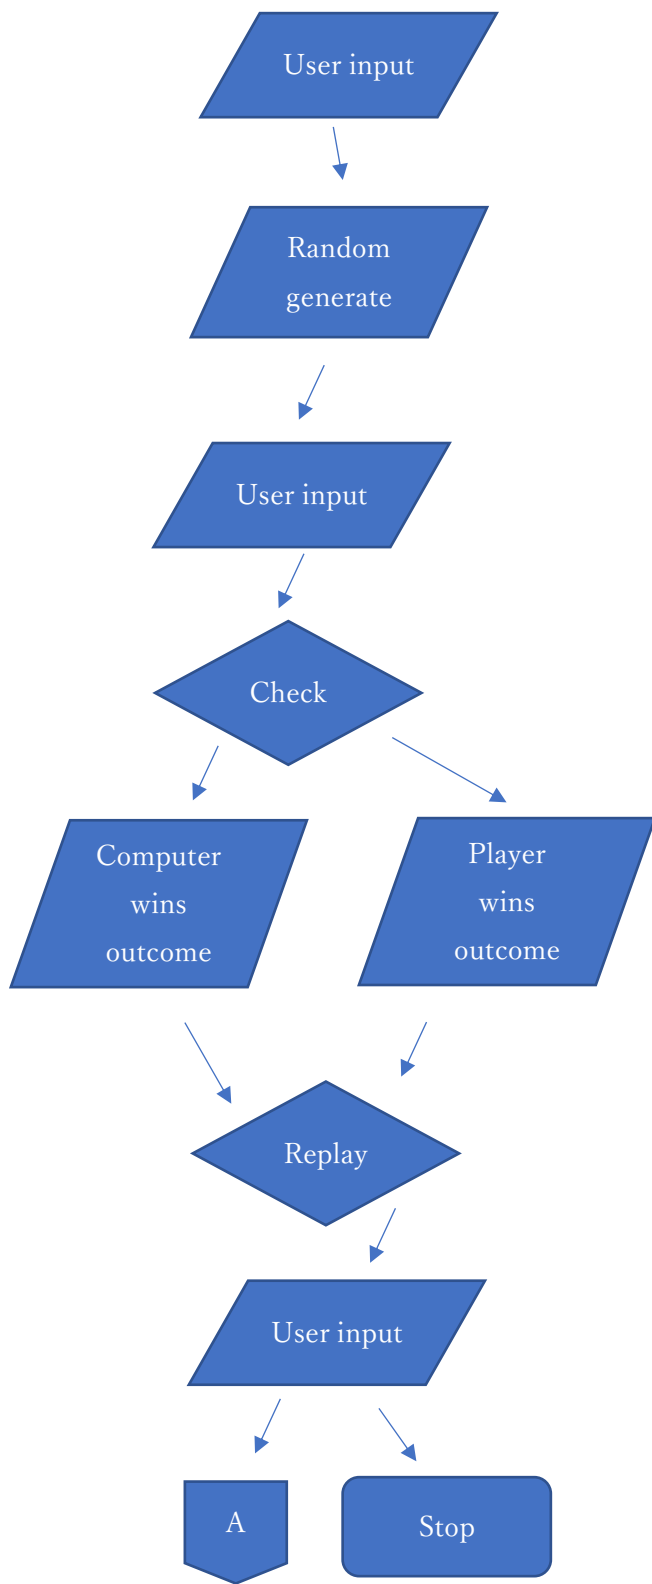 User input
Random
generate
User input
Check
Computer
wins
outcome
Player
wins
outcome
Replay
User input
A
Stop